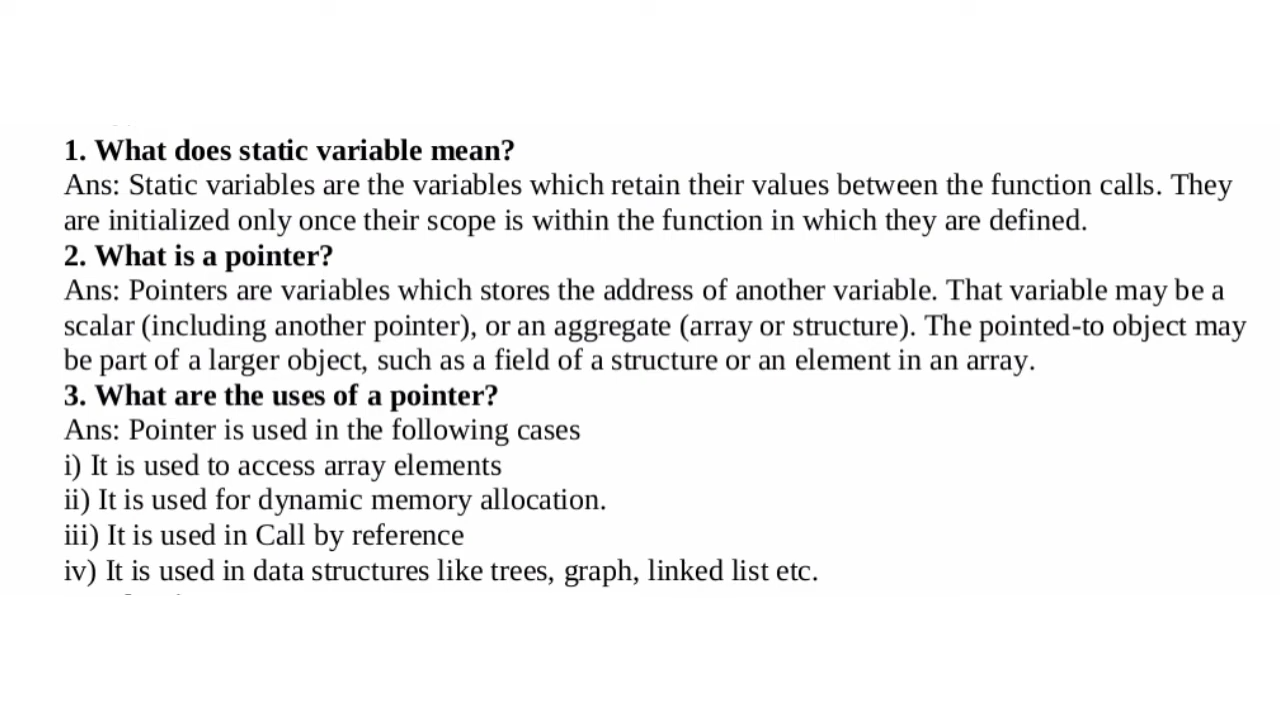 1. What does static variable mean?
Ans: Static variables are the variables which retain their values between the function calls. They
are initialized only once their scope is within the function in which they are defined.
2. What is a pointer?
Ans: Pointers are variables which stores the address of another variable. That variable may be a
scalar (including another pointer), or an aggregate (array or structure). The pointed-to object may
be part of a larger object, such as a field of a structure or an element in an array.
3. What are the uses of a pointer?
Ans: Pointer is used in the following cases
i) It is used to access array elements
ii) It is used for dynamic memory allocation.
iii) It is used in Call by reference
iv) It is used in data structures like trees, graph, linked list etc.